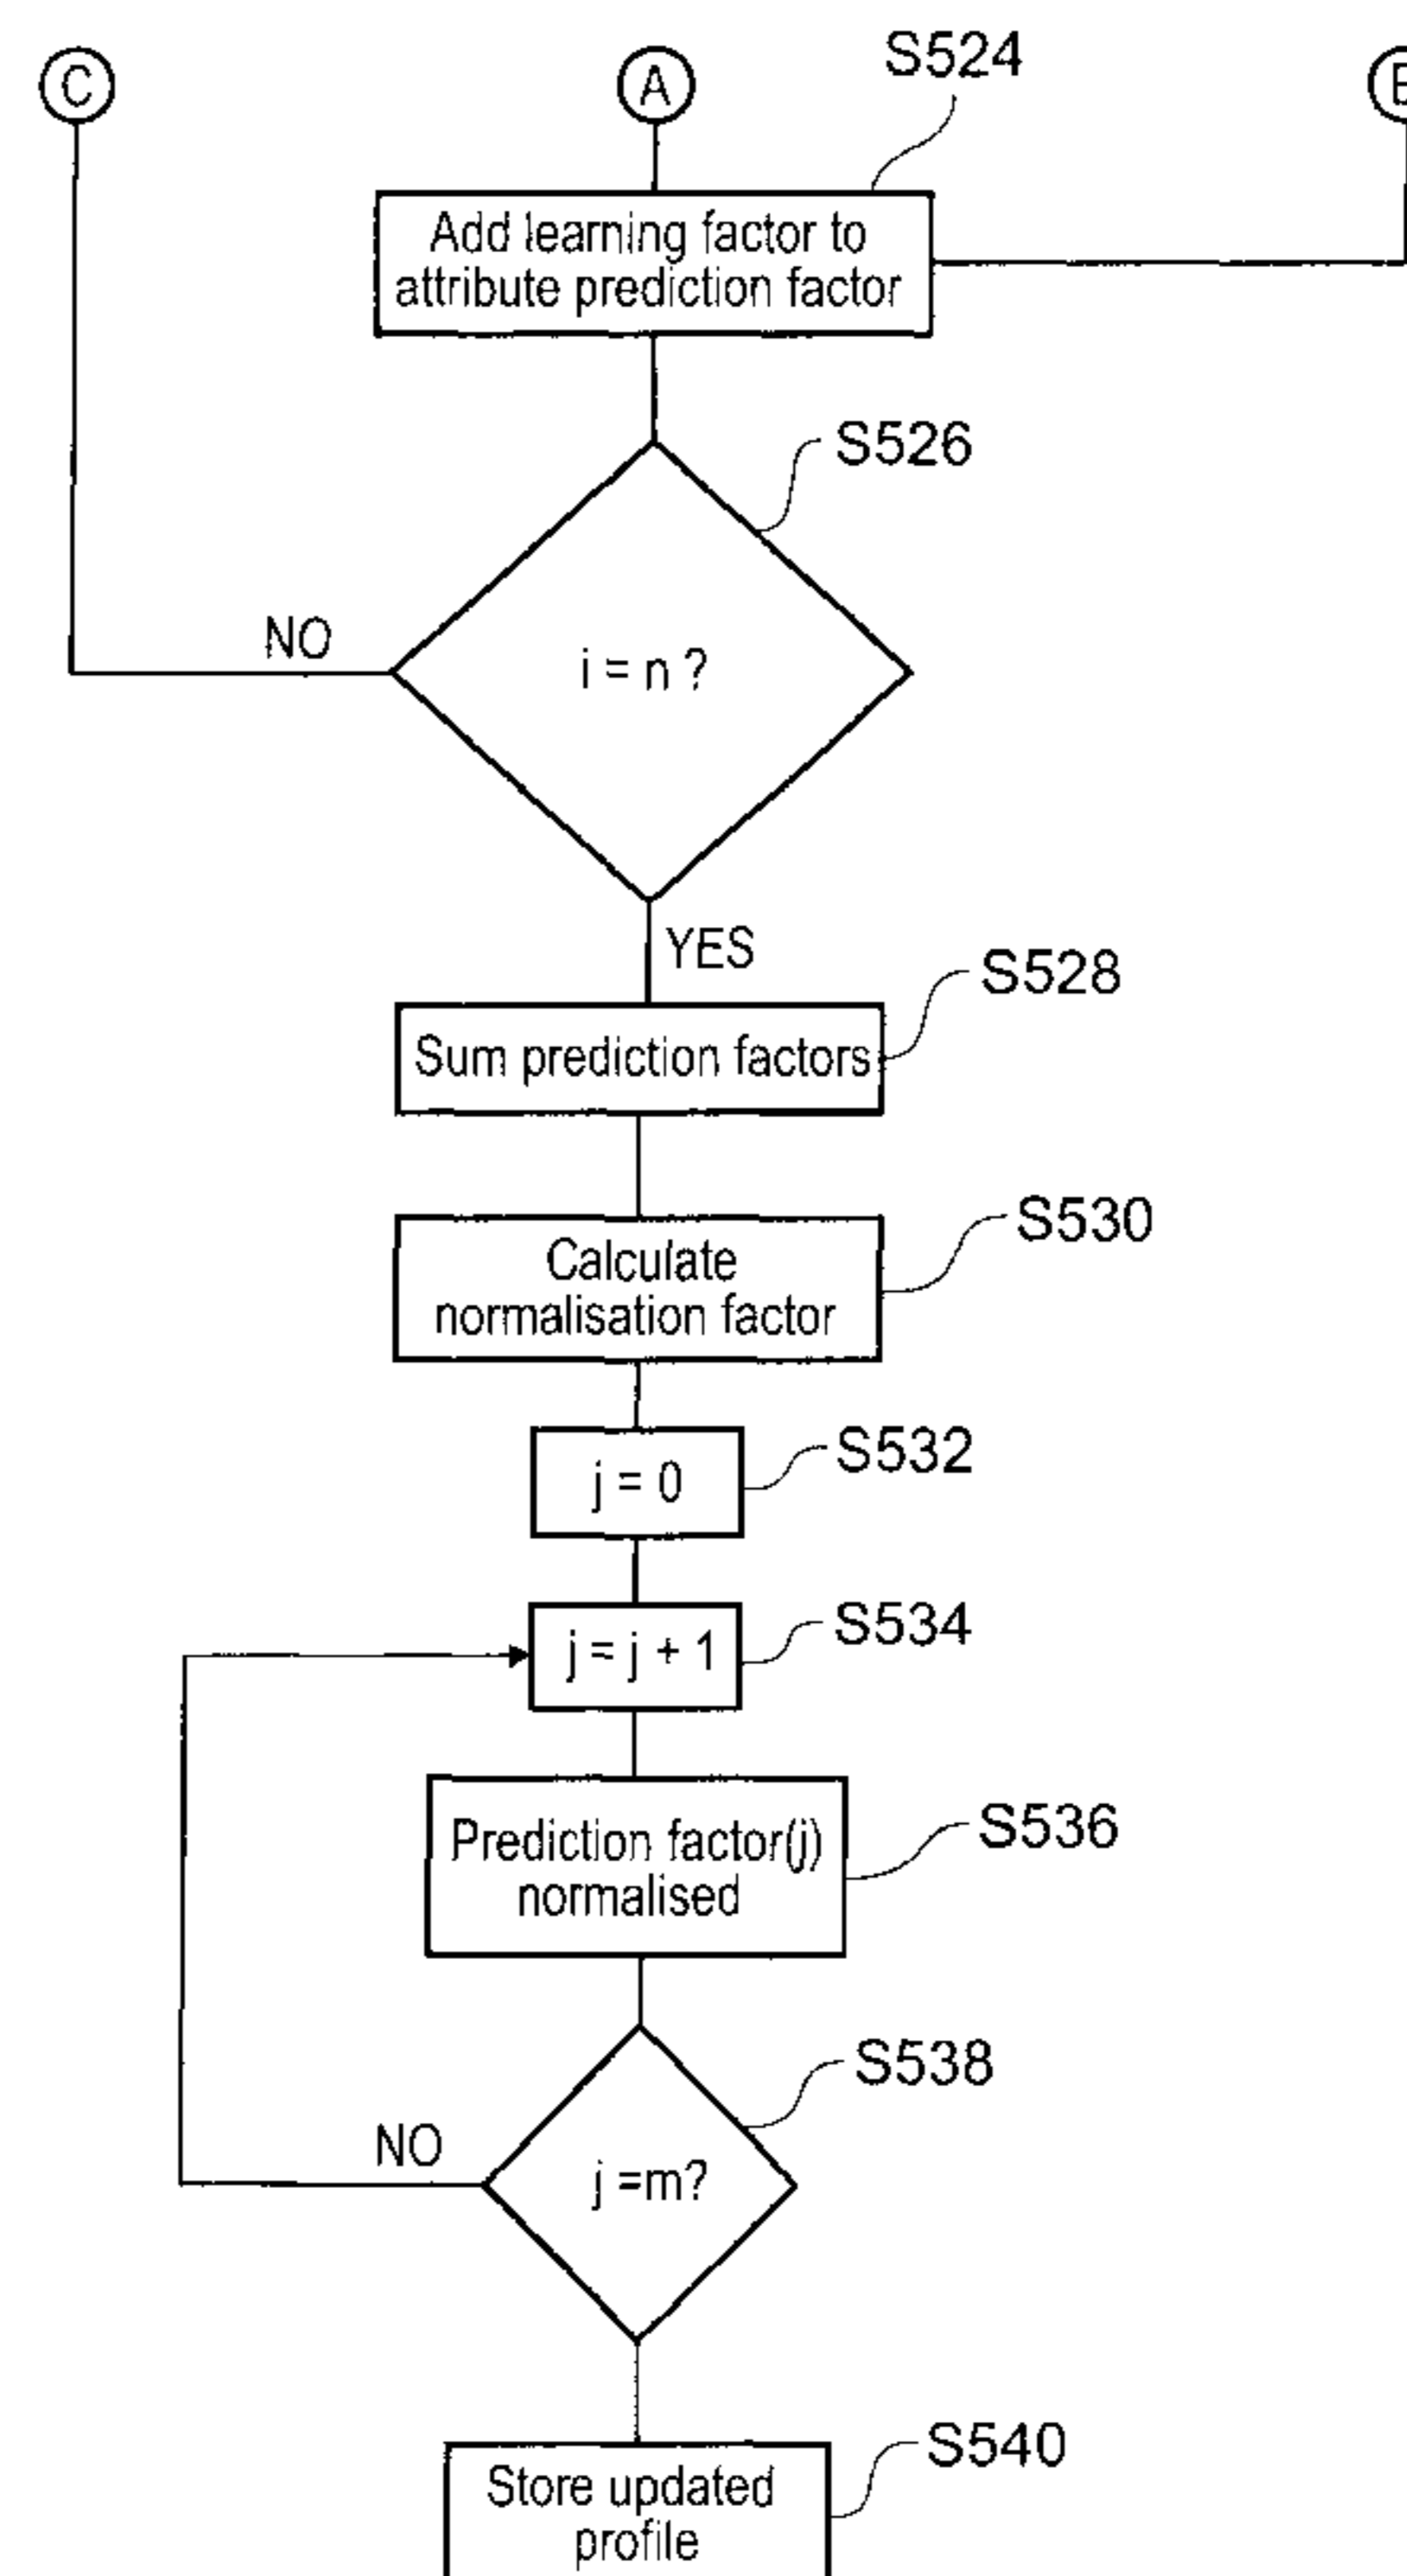 C
A
S524
Add learning factor to
attribute prediction factor
S526
NO
i = n ?
YES
S528
Sum prediction factors
S530
Calculate
normalisation factor
S532
j = 0
S534
j = j + 1
S536
Prediction factor(j)
normalised
S538
NO
j =m?
S540
Store updated
profile